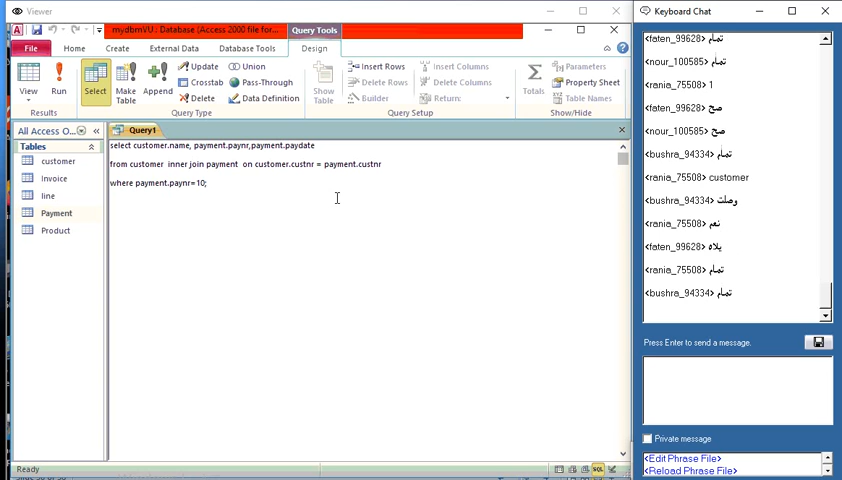 Viewer
mydbmVU : Database (Access 2000 file for...
Query Tools
File
Home
Create
External Data
Database Tools
Design
View
Run
Select
Make Table
Append
Update
Crosstab
Delete
Union
Pass-Through
Data Definition
Show Table
Insert Rows
Delete Rows
Builder
Insert Columns
Delete Columns
Return:
Totals
Parameters
Property Sheet
Table Names
Results
Query Type
Query Setup
Show/Hide
All Access O...
Tables
customer
Invoice
line
Payment
Product
Query1
select customer.name, payment.paynr,payment.paydate
from customer inner join payment on customer.custnr = payment.custnr
where payment.paynr=10;
Ready
SQL
Keyboard Chat
<faten_99628> تمام
<nour_100585> تمام
<rania_75508> 1
<faten_99628> صح
<nour_100585> صح
<bushra_94334> تمام
<rania_75508> customer
<bushra_94334> وصلت
<rania_75508> نعم
<faten_99628> يلاه
<rania_75508> تمام
<bushra_94334> تمام
Press Enter to send a message.
Private message
<Edit Phrase File>
<Reload Phrase File>